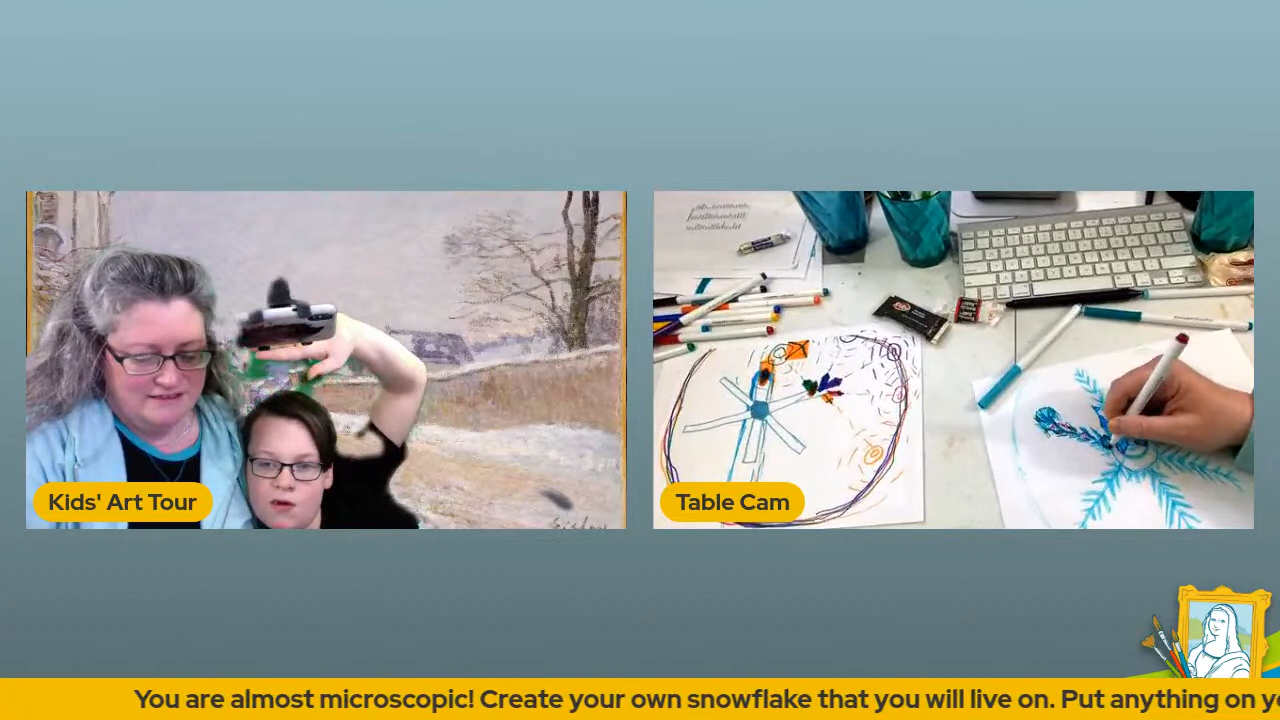 Kids' Art Tour
Table Cam
You are almost microscopic! Create your own snowflake that you will live on. Put anything on